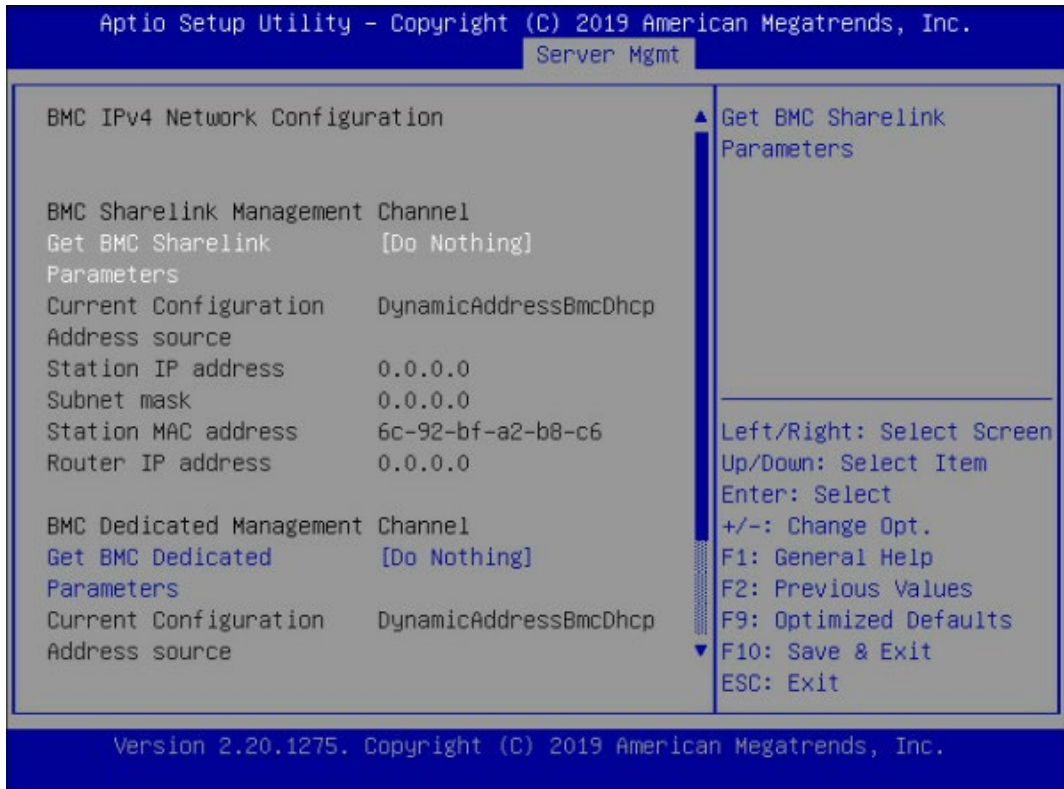 Aptio Setup Utility – Copyright (C) 2019 American Megatrends, Inc.
Server Mgmt
BMC IPv4 Network Configuration
BMC Sharelink Management Channel
Get BMC Sharelink [Do Nothing]
Parameters
Current Configuration DynamicAddressBmcDhcp
Address source
Station IP address 0.0.0.0
Subnet mask 0.0.0.0
Station MAC address 6c-92-bf-a2-b8-c6
Router IP address 0.0.0.0
BMC Dedicated Management Channel
Get BMC Dedicated [Do Nothing]
Parameters
Current Configuration DynamicAddressBmcDhcp
Address source
Get BMC Sharelink
Parameters
Left/Right: Select Screen
Up/Down: Select Item
Enter: Select
+/-: Change Opt.
F1: General Help
F2: Previous Values
F9: Optimized Defaults
F10: Save & Exit
ESC: Exit
Version 2.20.1275. Copyright (C) 2019 American Megatrends, Inc.